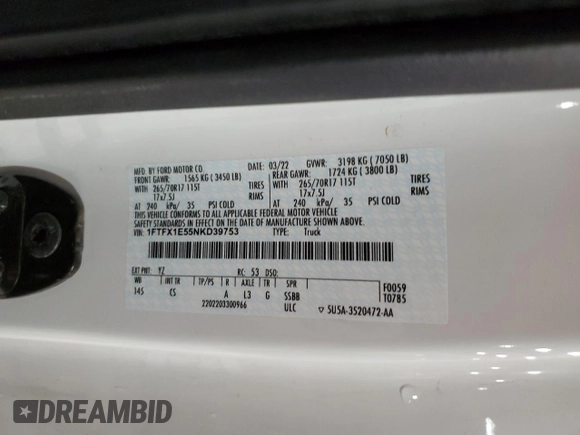 MFD. BY FORD MOTOR CO.
DATE: 03/22 GVWR: 3198 KG ( 7050 LB)
FRONT GAWR: 1565 KG ( 3450 LB) REAR GAWR: 1724 KG ( 3800 LB)
WITH 265/70R17 115T TIRES WITH 265/70R17 115T TIRES
17x7.5J RIMS 17x7.5J RIMS
AT 240 kPa/ 35 PSI COLD AT 240 kPa/ 35 PSI COLD
THIS VEHICLE CONFORMS TO ALL APPLICABLE FEDERAL MOTOR VEHICLE
SAFETY STANDARDS IN EFFECT ON THE DATE OF MANUFACTURE SHOWN ABOVE.
VIN: 1FTFX1E55NKD39753 TYPE: Truck
EXT PNT: YZ RC: 53 DSO:
WB INT TR TP/PS R AXLE TR SPR
145 CS A L3 G SSBB
2202203300966 ULC
F0059
T0785
5U5A-3520472-AA
DREAMBID